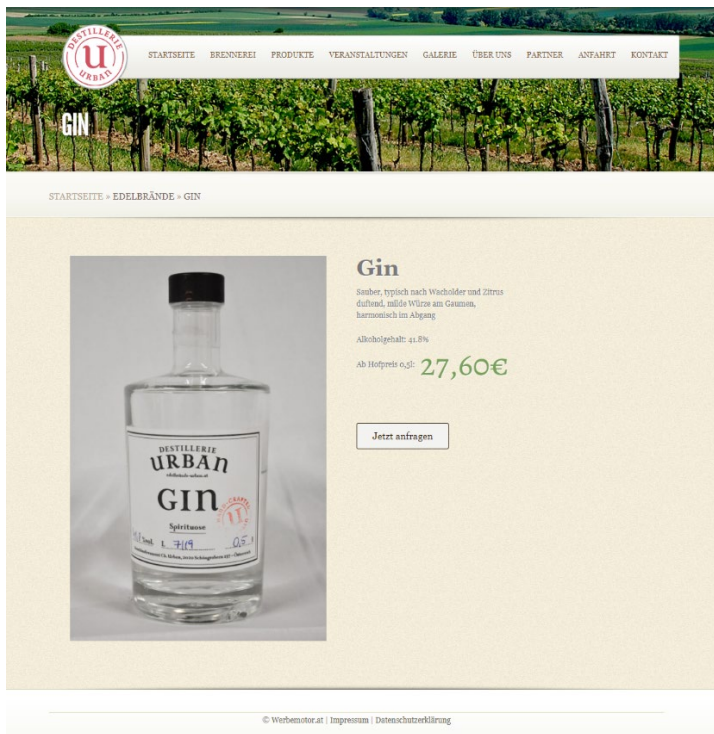 DESTILLERIE
U
URBAN
STARTSEITE BRENNEREI PRODUKTE VERANSTALTUNGEN GALERIE ÜBER UNS PARTNER ANFAHRT KONTAKT
GIN
STARTSEITE » EDELBRÄNDE » GIN
Gin
Sauber, typisch nach Wacholder und Zitrus
duftend, milde Würze am Gaumen,
harmonisch im Abgang
Alkoholgehalt: 41.8%
Ab Hofpreis 0,5l: 27,60€
Jetzt anfragen
DESTILLERIE
URBAN
GIN
Spirituose
L 7/19 0,5 l
© Werbemotor.at | Impressum | Datenschutzerklärung